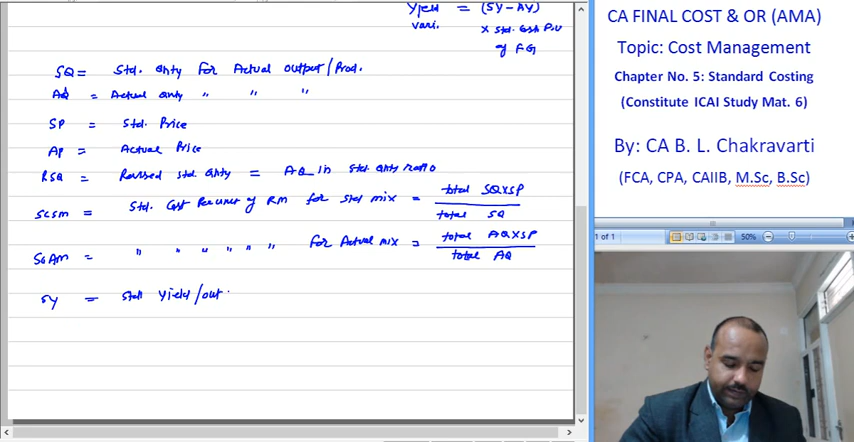 Yield = (SY - AY)
Vari. × Std. Cost P.U
of FG
SQ = Std. Qnty for Actual output/Prod.
AQ = Actual Qnty " " "
SP = Std. Price
AP = Actual Price
RSQ = Revised Std. Qnty = AQ in Std. Qnty ratio
SCSM = Std. Cost Per unit of RM for Std mix = total SQXSP
total SQ
SCAM = " " " " " " for Actual mix = total AQXSP
total AQ
SY = Std Yield/out.
CA FINAL COST & OR (AMA)
Topic: Cost Management
Chapter No. 5: Standard Costing
(Constitute ICAI Study Mat. 6)
By: CA B. L. Chakravarti
(FCA, CPA, CAIIB, M.Sc, B.Sc)
1 of 1 50%